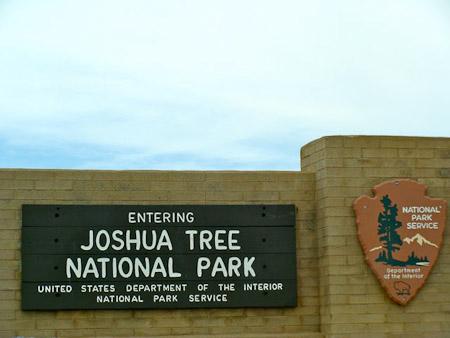 ENTERING
JOSHUA TREE
NATIONAL PARK
UNITED STATES DEPARTMENT OF THE INTERIOR
NATIONAL PARK SERVICE
NATIONAL
PARK
SERVICE
Department
of the Interior